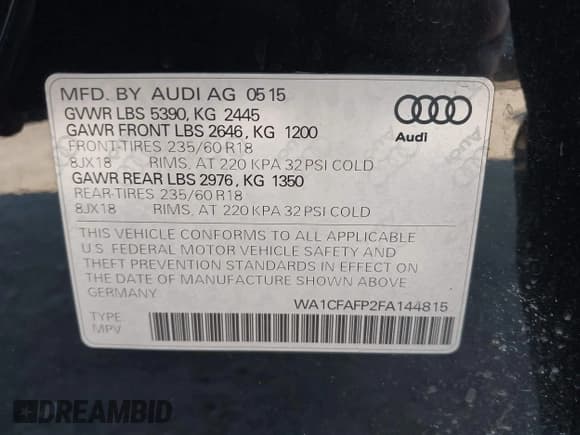 MFD. BY AUDI AG 05 15
GVWR LBS 5390, KG 2445
GAWR FRONT LBS 2646, KG 1200
FRONT-TIRES 235/60 R18
8JX18 RIMS, AT 220 KPA 32 PSI COLD
GAWR REAR LBS 2976, KG 1350
REAR-TIRES 235/60 R18
8JX18 RIMS, AT 220 KPA 32 PSI COLD
Audi
THIS VEHICLE CONFORMS TO ALL APPLICABLE
U.S. FEDERAL MOTOR VEHICLE SAFETY AND
THEFT PREVENTION STANDARDS IN EFFECT ON
THE DATE OF MANUFACTURE SHOWN ABOVE
GERMANY
WA1CFAFP2FA144815
TYPE
MPV
DREAMBID